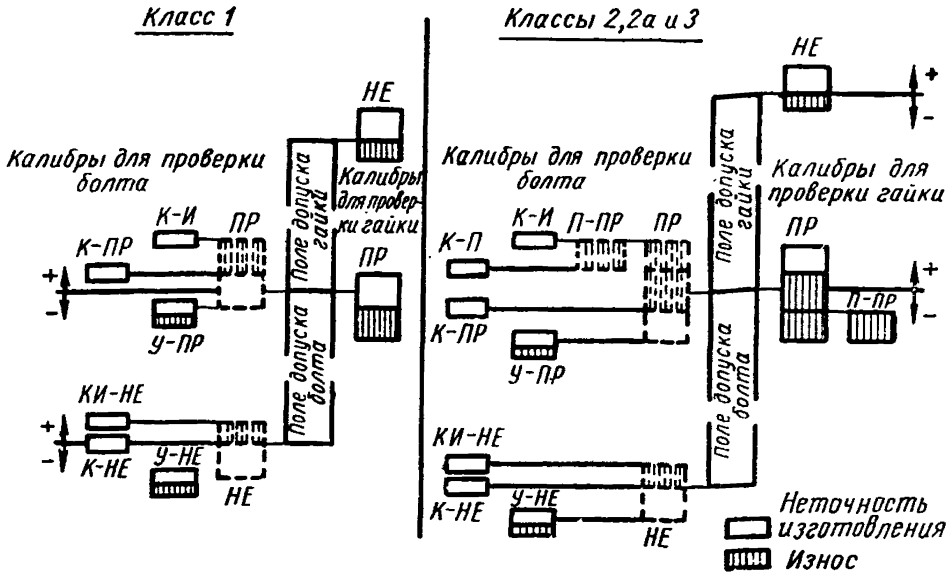 Класс 1
НЕ
Калибры для проверки
болта
К-И
ПР
К-ПР
+
-
У-ПР
Поле допуска
гайки
Калибры
для провер-
ки гайки
ПР
Поле допуска
болта
КИ-НЕ
+
-
К-НЕ
У-НЕ
НЕ
Классы 2,2а и 3
НЕ
+
-
Калибры для проверки
болта
К-И
П-ПР
ПР
К-П
К-ПР
У-ПР
Поле допуска
гайки
Калибры для
проверки гайки
ПР
+
-
П-ПР
Поле допуска
болта
КИ-НЕ
К-НЕ
У-НЕ
НЕ
Неточность
изготовления
Износ